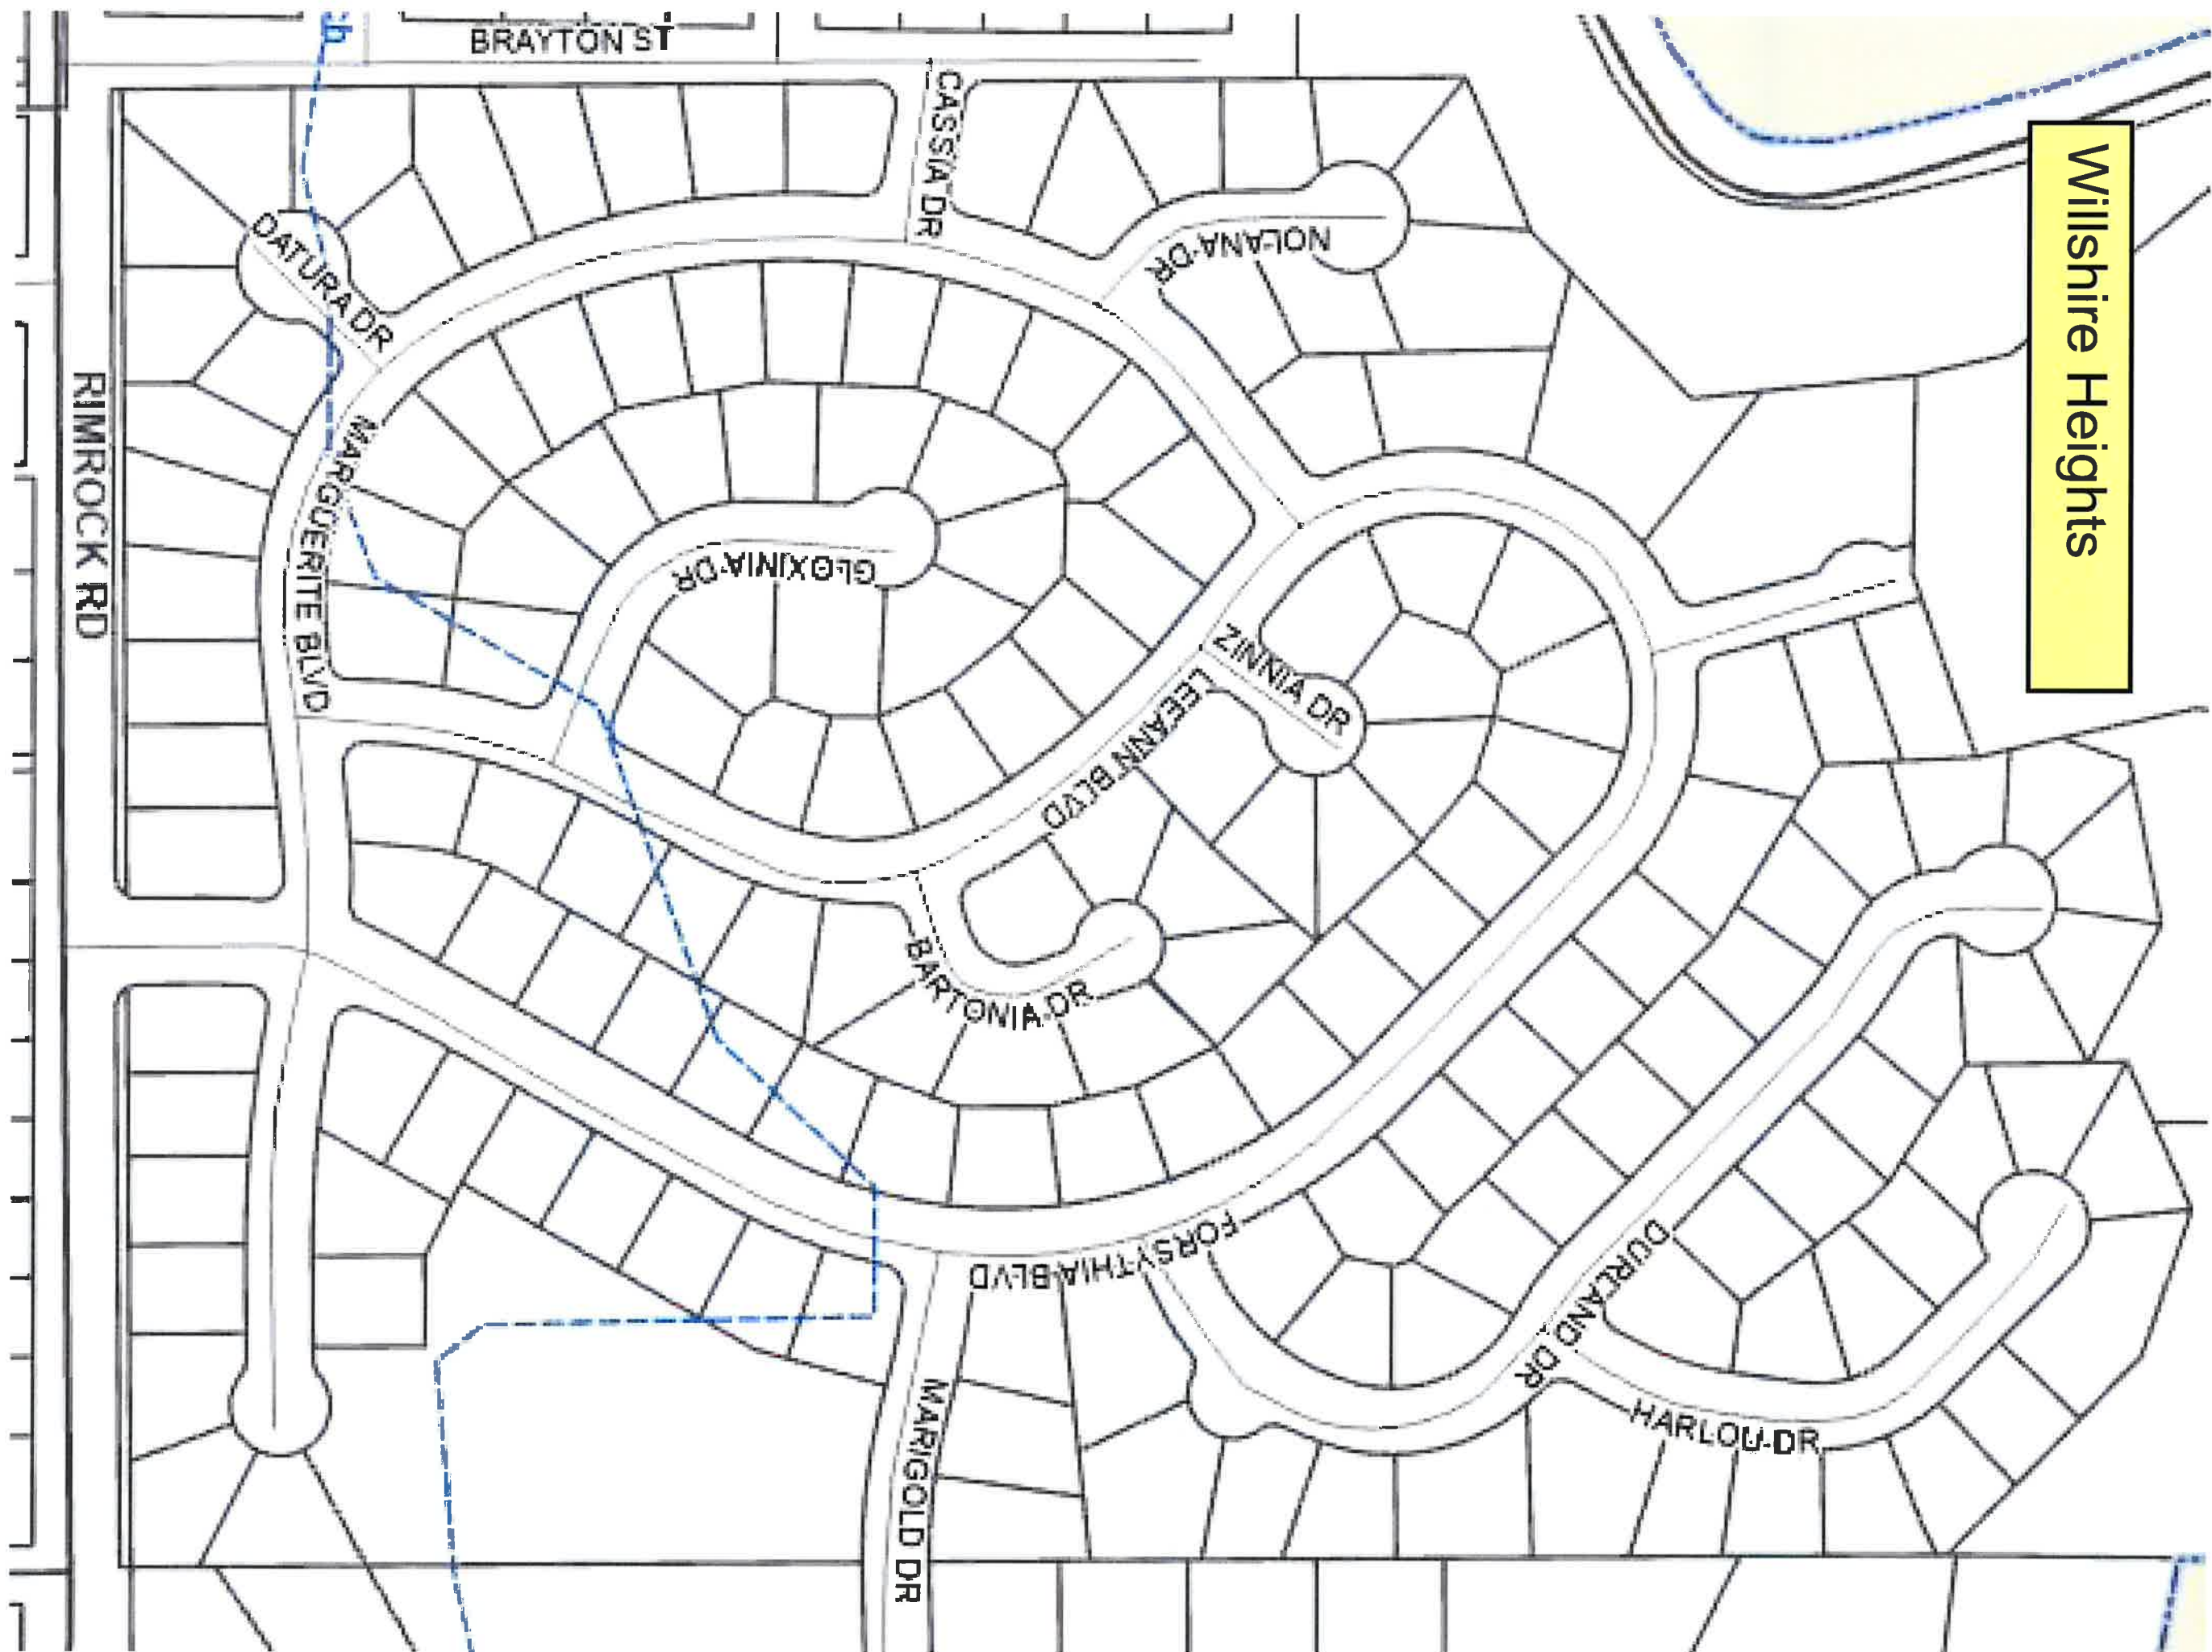 BRAYTON ST
CASSIA DR
Willshire Heights
NOLANA DR
DATURA DR
RIMROCK RD
MARGUERITE BLVD
GLOXINIA DR
ZINNIA DR
LEEANN BLVD
BARTONIA DR
FORSYTHIA BLVD
DURLAND DR
HARLOU DR
MARIGOLD DR